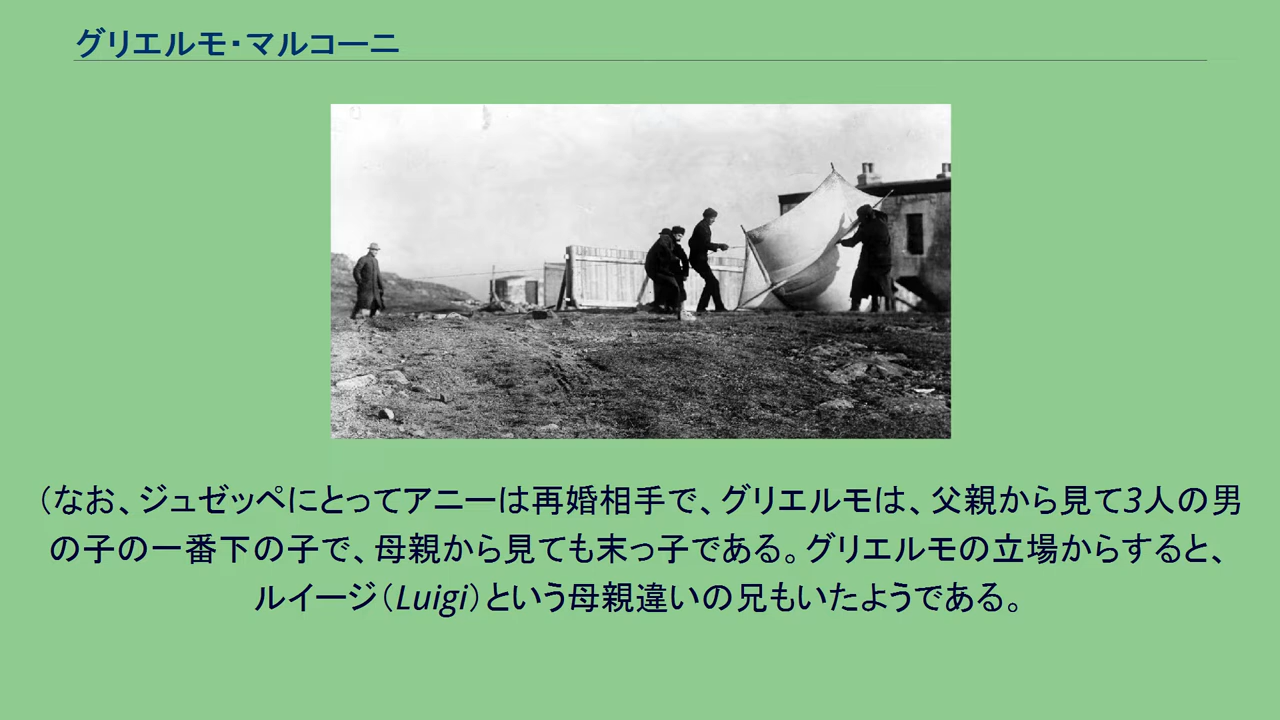 グリエルモ・マルコーニ
（なお、ジュゼッペにとってアニーは再婚相手で、グリエルモは、父親から見て3人の男
の子の一番下の子で、母親から見ても末っ子である。グリエルモの立場からすると、
ルイージ（Luigi）という母親違いの兄もいたようである。